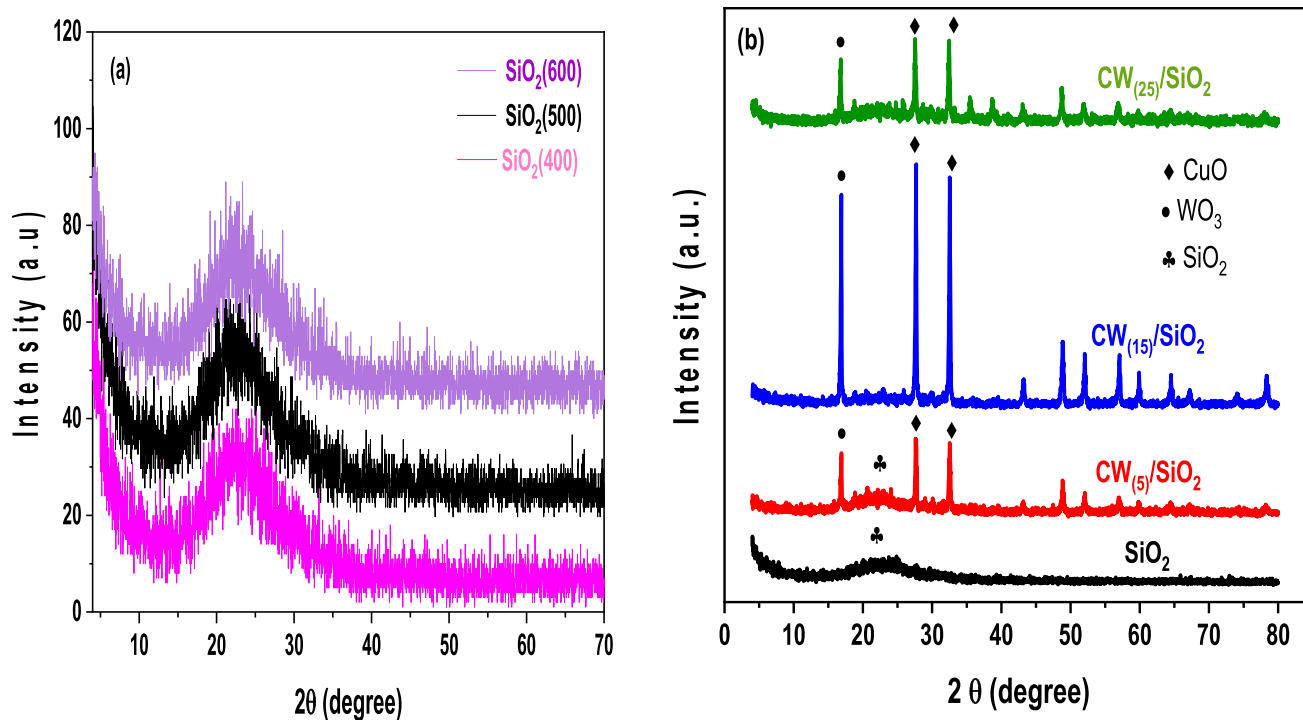 (a)
SiO2(600)
SiO2(500)
SiO2(400)
120
100
80
60
40
20
0
10 20 30 40 50 60 70
Intensity (a.u)
2θ (degree)
(b)
CW(25)/SiO2
♦ CuO
● WO3
♣ SiO2
CW(15)/SiO2
CW(5)/SiO2
SiO2
0 10 20 30 40 50 60 70 80
Intensity (a.u.)
2 θ (degree)